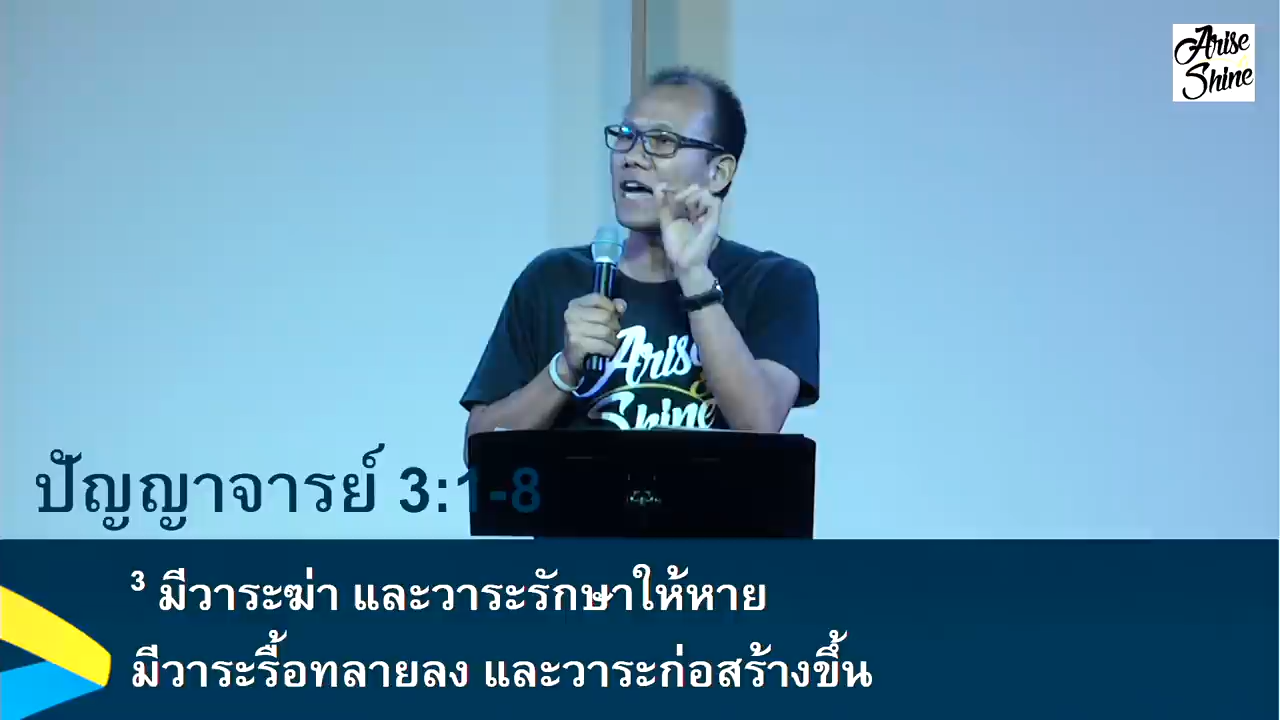 Arise
Shine
Arise
&
Shine
ปัญญาจารย์ 3:1-8
3 มีวาระฆ่า และวาระรักษาให้หาย
มีวาระรื้อทลายลง และวาระก่อสร้างขึ้น